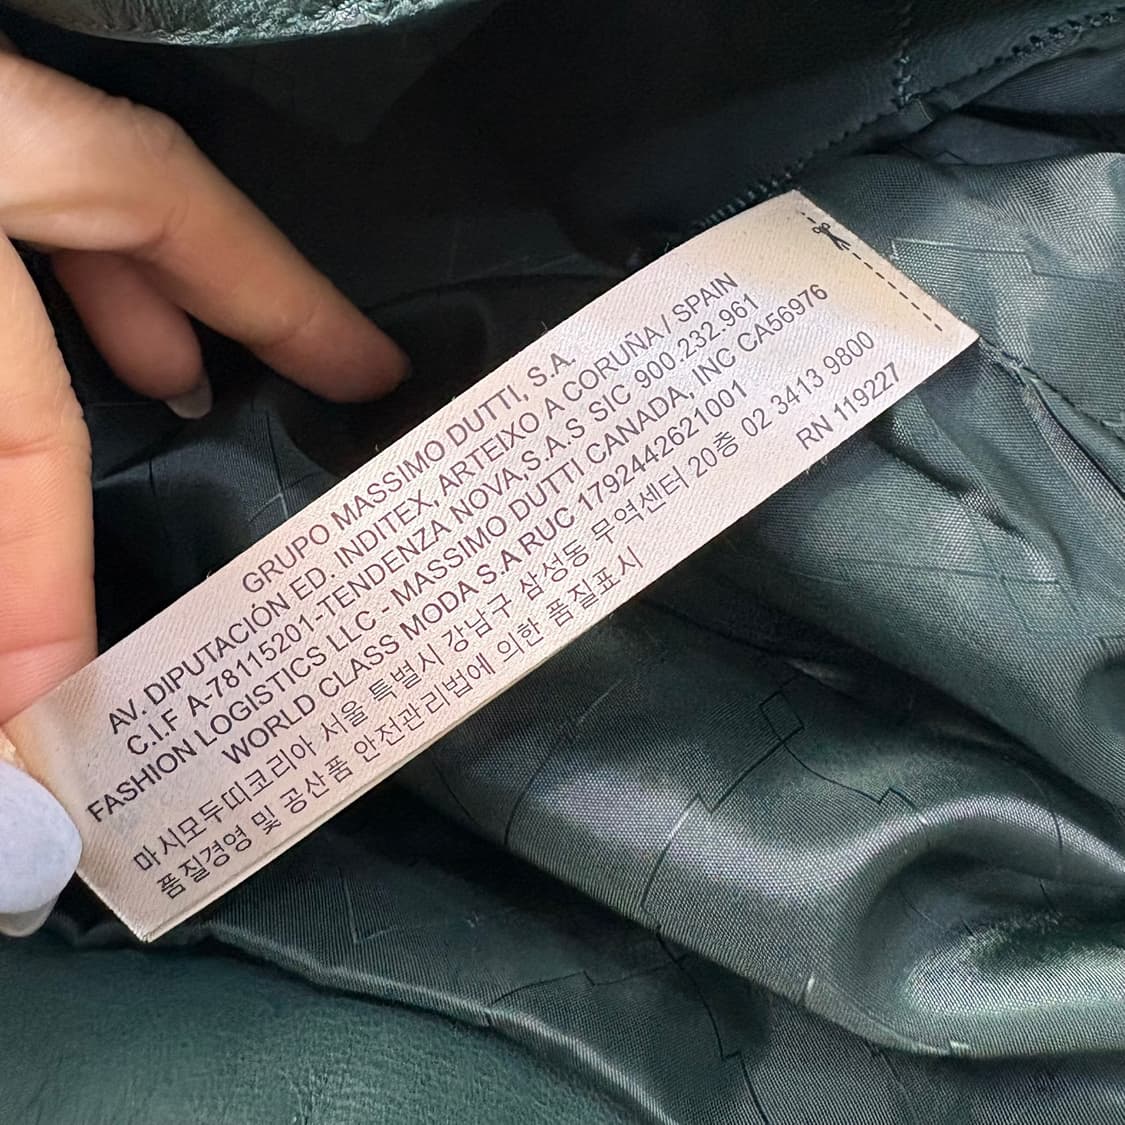 GRUPO MASSIMO DUTTI, S.A.
AV. DIPUTACIÓN ED. INDITEX, ARTEIXO A CORUÑA / SPAIN
C.I.F A-78115201-TENDENZA NOVA,S.A.S SIC 900.232.961
FASHION LOGISTICS LLC - MASSIMO DUTTI CANADA, INC CA56976
WORLD CLASS MODA S.A RUC 1792442621001
마시모두띠코리아 서울 특별시 강남구 삼성동 무역센터 20층 02 3413 9800
품질경영 및 공산품 안전관리법에 의한 품질표시
RN 119227